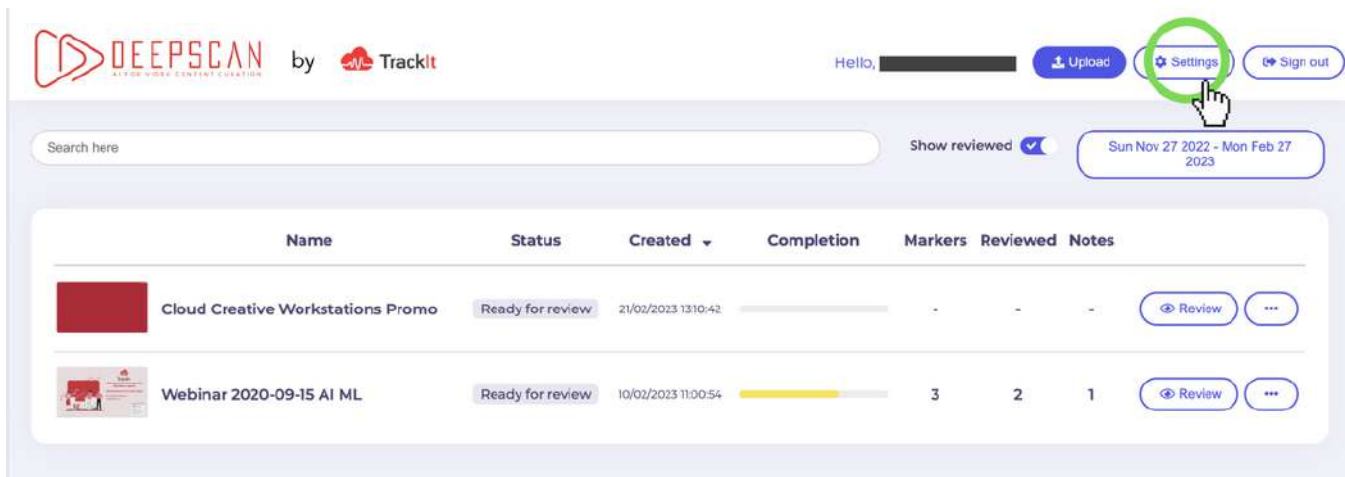 DEEPSCAN by TrackIt
AI FOR WORK CONTENT CURATION
Hello,
Upload
Settings
Sign out
Search here
Show reviewed
Sun Nov 27 2022 - Mon Feb 27
2023
Name Status Created Completion Markers Reviewed Notes
Cloud Creative Workstations Promo Ready for review 21/02/2023 13:10:42 - - - Review ...
Webinar 2020-09-15 AI ML Ready for review 10/02/2023 11:00:54 3 2 1 Review ...